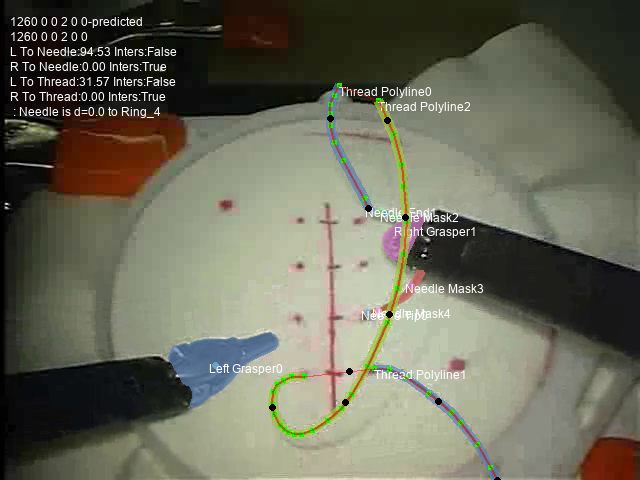 1260 0 0 2 0 0-predicted
1260 0 0 2 0 0
L To Needle:94.53 Inters:False
R To Needle:0.00 Inters:True
L To Thread:31.57 Inters:False
R To Thread:0.00 Inters:True
: Needle is d=0.0 to Ring_4
Thread Polyline0
Thread Polyline2
Needle End1
Needle Mask2
Right Grasper1
Needle Mask3
Needle Mask4
Left Grasper0
Thread Polyline1